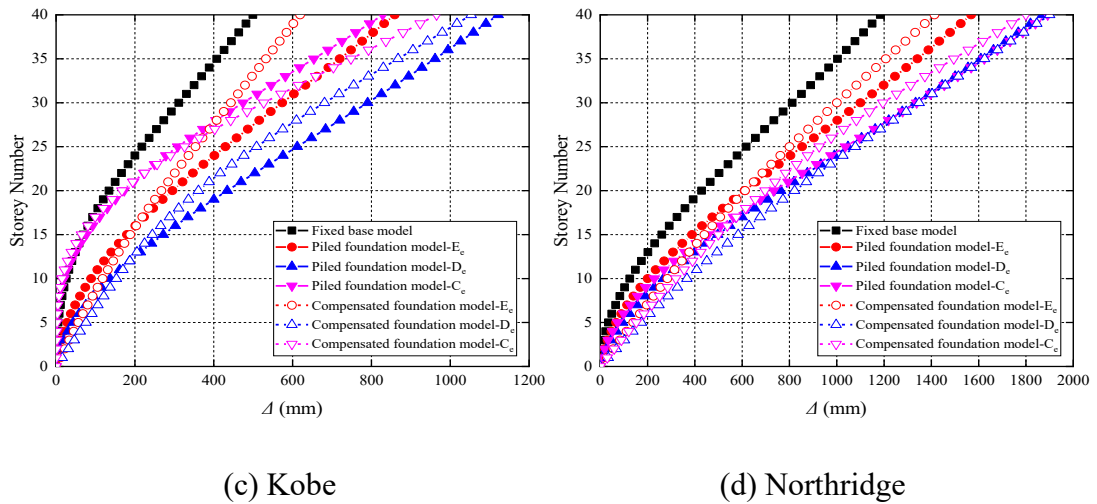 40
35
30
25
20
15
10
5
0
Storey Number
Fixed base model
Piled foundation model-Ee
Piled foundation model-De
Piled foundation model-Ce
Compensated foundation model-Ee
Compensated foundation model-De
Compensated foundation model-Ce
0 200 400 600 800 1000 1200
Δ (mm)
(c) Kobe
40
35
30
25
20
15
10
5
0
Storey Number
Fixed base model
Piled foundation model-Ee
Piled foundation model-De
Piled foundation model-Ce
Compensated foundation model-Ee
Compensated foundation model-De
Compensated foundation model-Ce
0 200 400 600 800 1000 1200 1400 1600 1800 2000
Δ (mm)
(d) Northridge